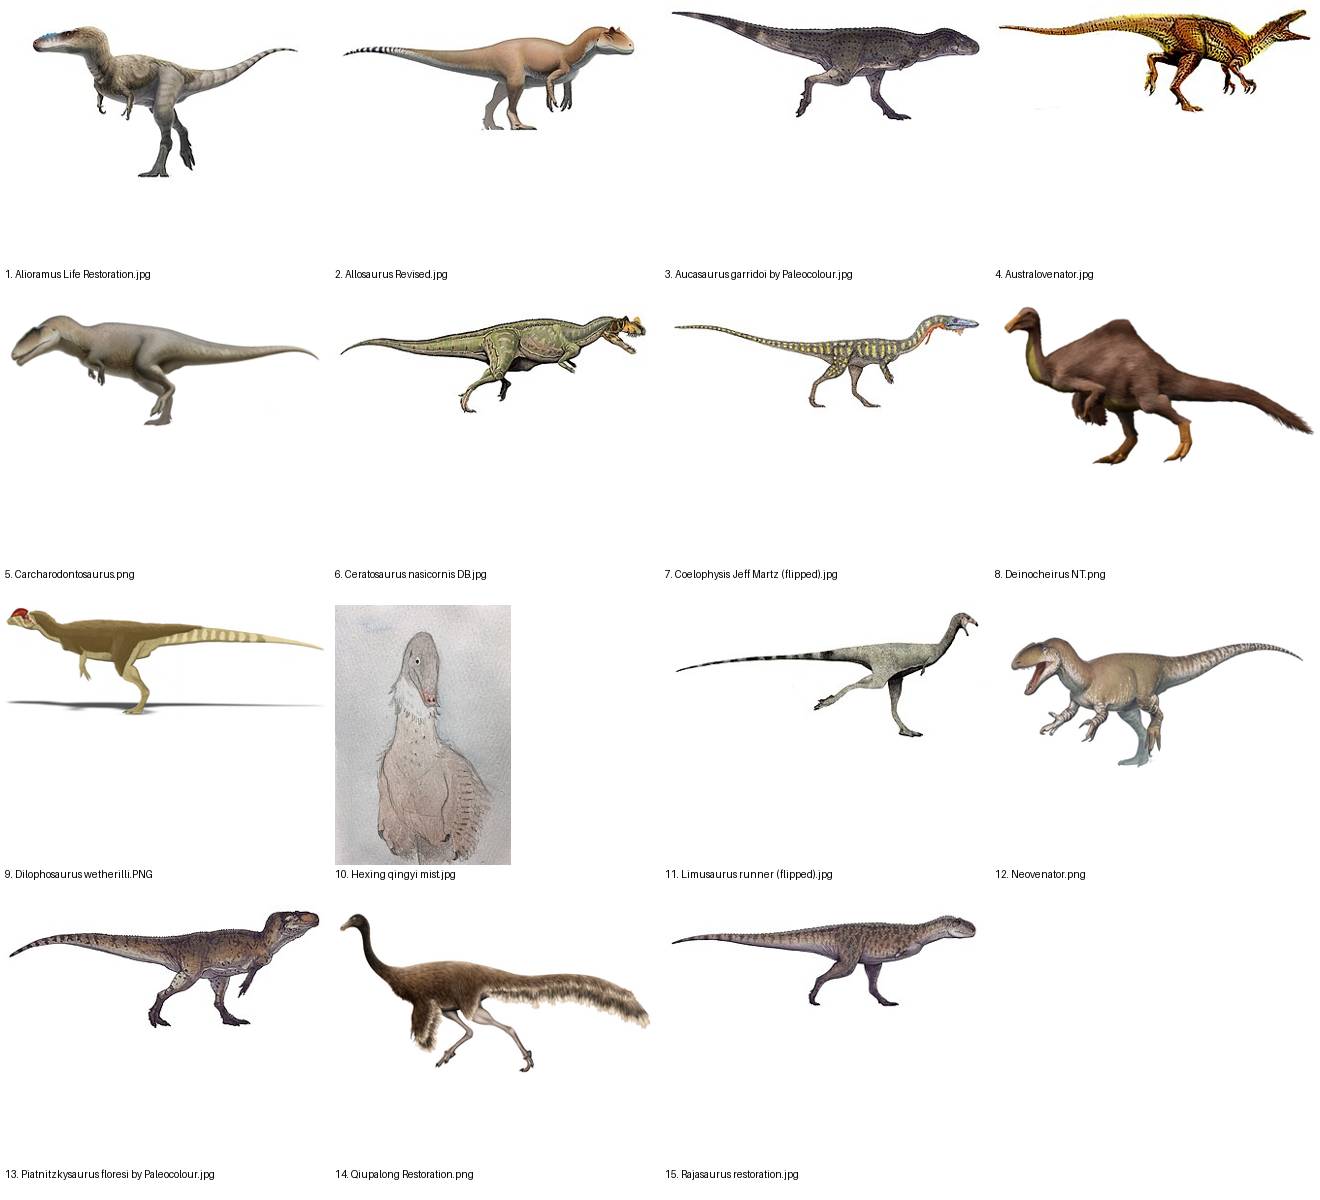 1. Alioramus Life Restoration.jpg
2. Allosaurus Revised.jpg
3. Aucasaurus garridoi by Paleocolour.jpg
4. Australovenator.jpg
5. Carcharodontosaurus.png
6. Ceratosaurus nasicornis DB.jpg
7. Coelophysis Jeff Martz (flipped).jpg
8. Deinocheirus NT.png
9. Dilophosaurus wetherilli.PNG
10. Hexing qingyi mist.jpg
11. Limusaurus runner (flipped).jpg
12. Neovenator.png
13. Piatnitzkysaurus floresi by Paleocolour.jpg
14. Qiupalong Restoration.png
15. Rajasaurus restoration.jpg